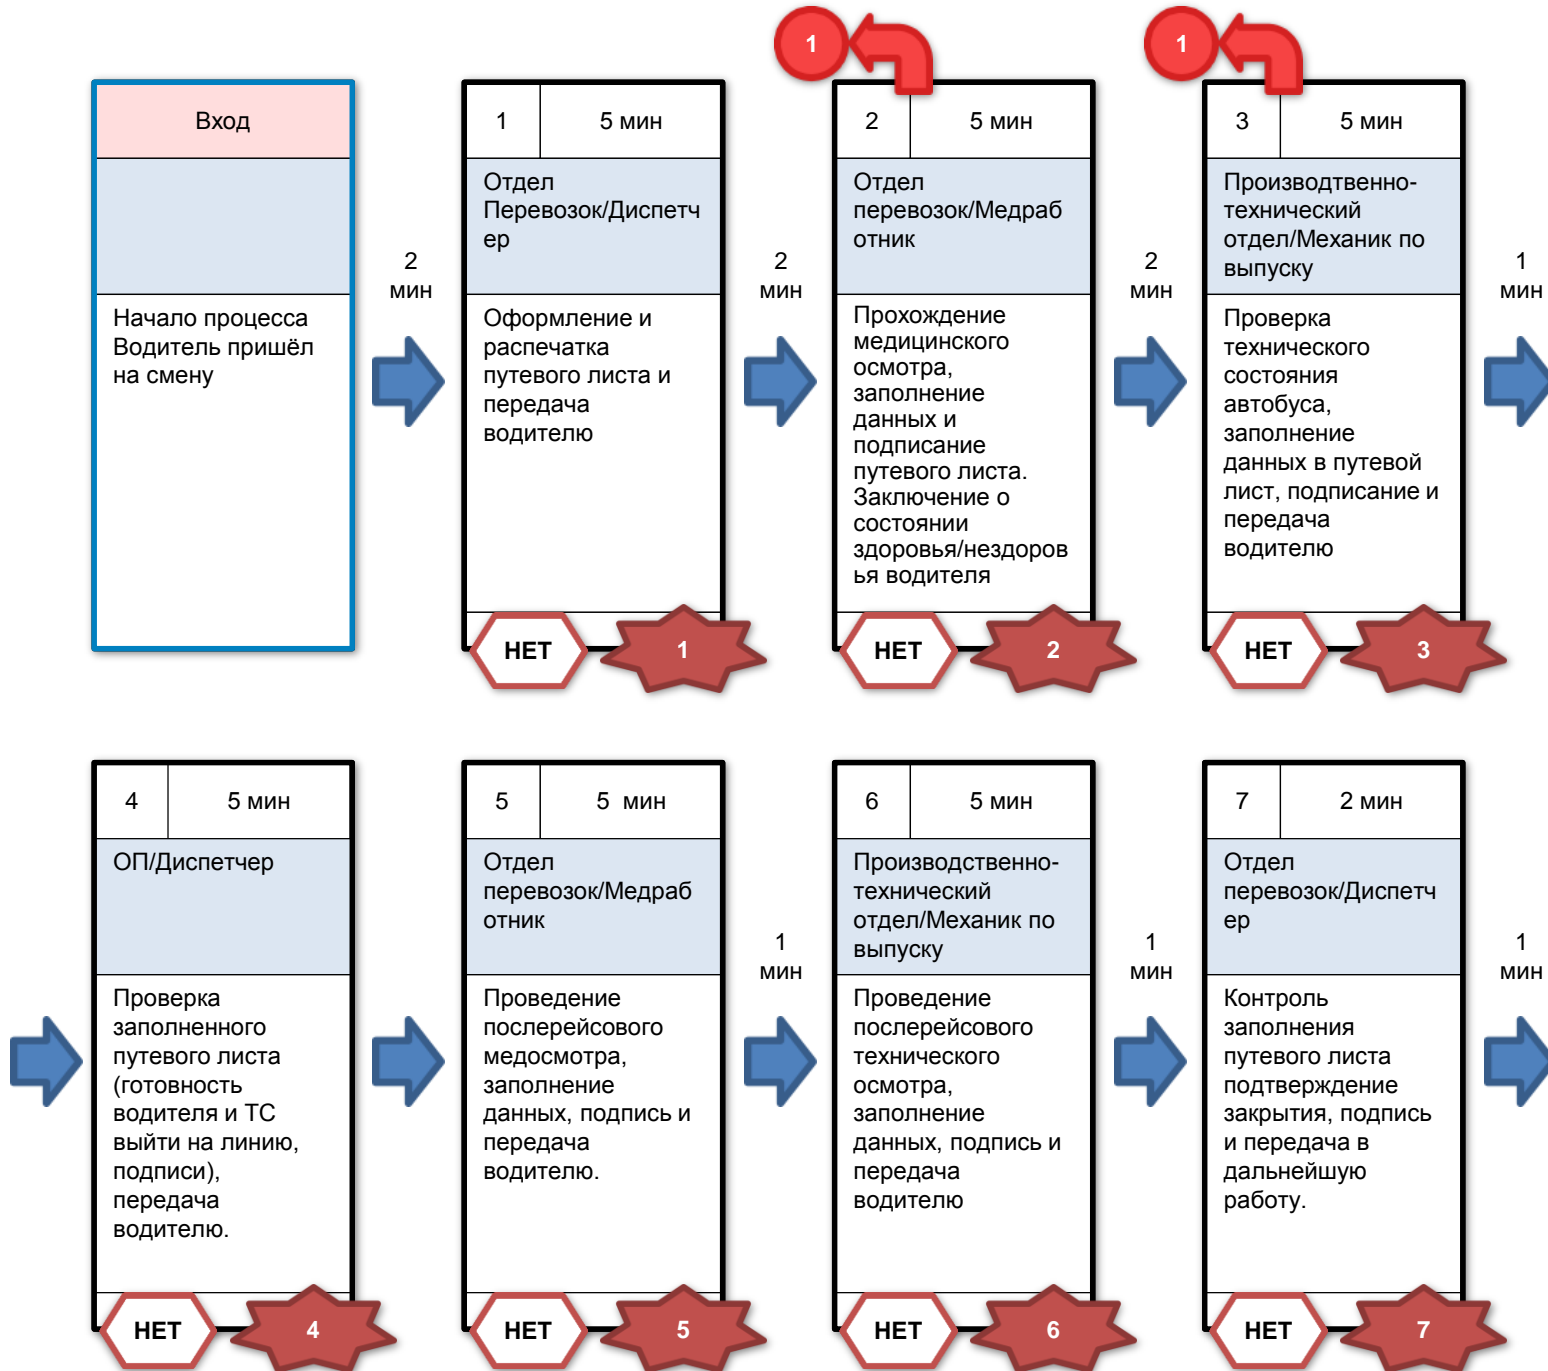 1
1
Вход
1
5 мин
2
5 мин
3
5 мин
Отдел
Перевозок/Диспетч
ер
Отдел
перевозок/Медраб
отник
Производтвенно-
технический
отдел/Механик по
выпуску
2
мин
2
мин
2
мин
1
мин
Начало процесса
Водитель пришёл
на смену
Оформление и
распечатка
путевого листа и
передача
водителю
Прохождение
медицинского
осмотра,
заполнение
данных и
подписание
путевого листа.
Заключение о
состоянии
здоровья/нездоров
ья водителя
Проверка
технического
состояния
автобуса,
заполнение
данных в путевой
лист, подписание и
передача
водителю
НЕТ
1
НЕТ
2
НЕТ
3
4
5 мин
5
5 мин
6
5 мин
7
2 мин
ОП/Диспетчер
Отдел
перевозок/Медраб
отник
Производственно-
технический
отдел/Механик по
выпуску
Отдел
перевозок/Диспетч
ер
1
мин
1
мин
1
мин
Проверка
заполненного
путевого листа
(готовность
водителя и ТС
выйти на линию,
подписи),
передача
водителю.
Проведение
послерейсового
медосмотра,
заполнение
данных, подпись и
передача
водителю.
Проведение
послерейсового
технического
осмотра,
заполнение
данных, подпись и
передача
водителю
Контроль
заполнения
путевого листа
подтверждение
закрытия, подпись
и передача в
дальнейшую
работу.
НЕТ
4
НЕТ
5
НЕТ
6
НЕТ
7